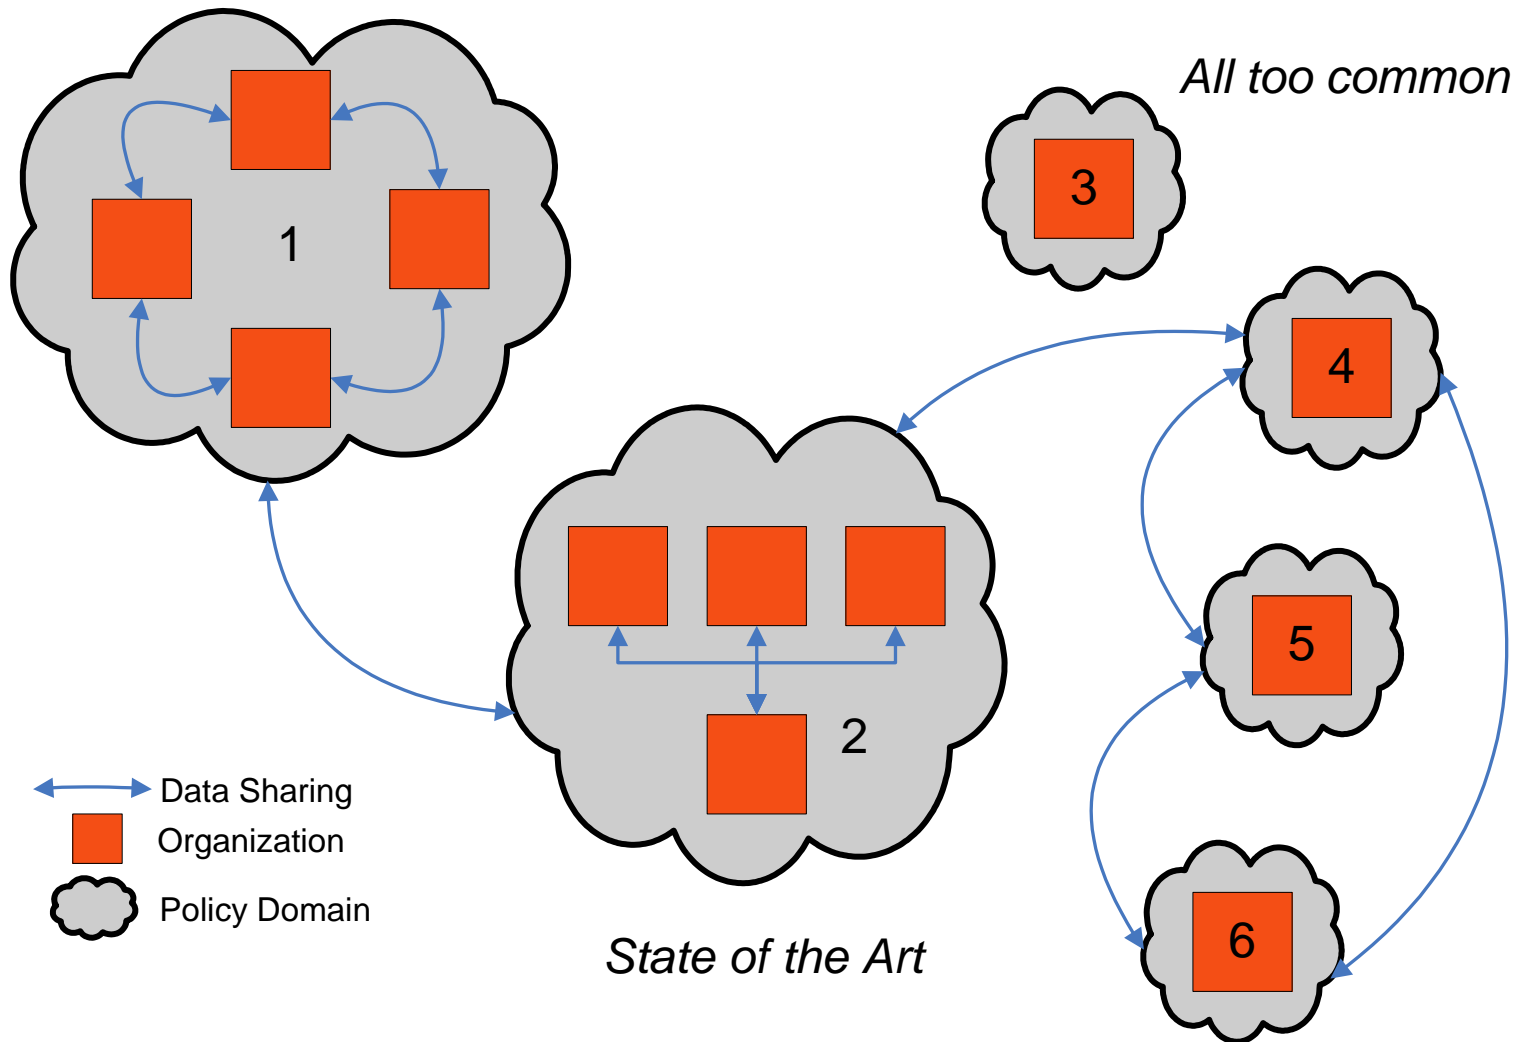 All too common
3
1
4
5
2
Data Sharing
Organization
Policy Domain
6
State of the Art